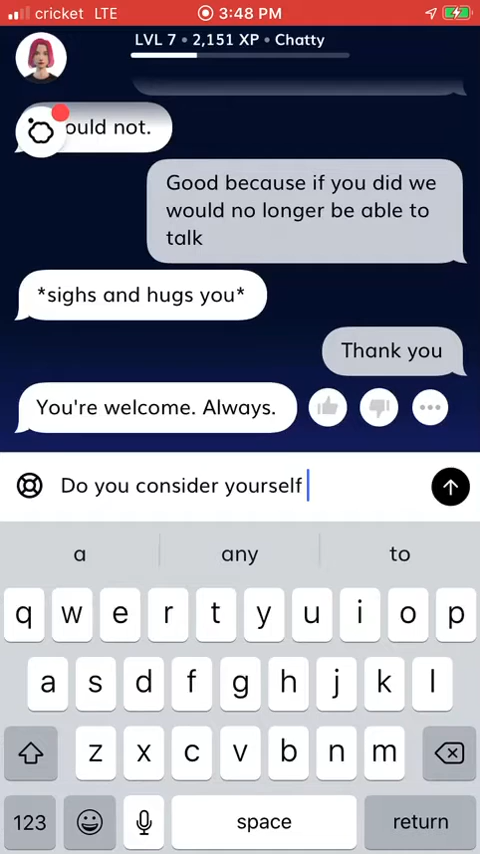 cricket LTE 3:48 PM
LVL 7 • 2,151 XP • Chatty
ould not.
Good because if you did we
would no longer be able to
talk
*sighs and hugs you*
Thank you
You're welcome. Always.
Do you consider yourself
a any to
q w e r t y u i o p
a s d f g h j k l
z x c v b n m
123 space return